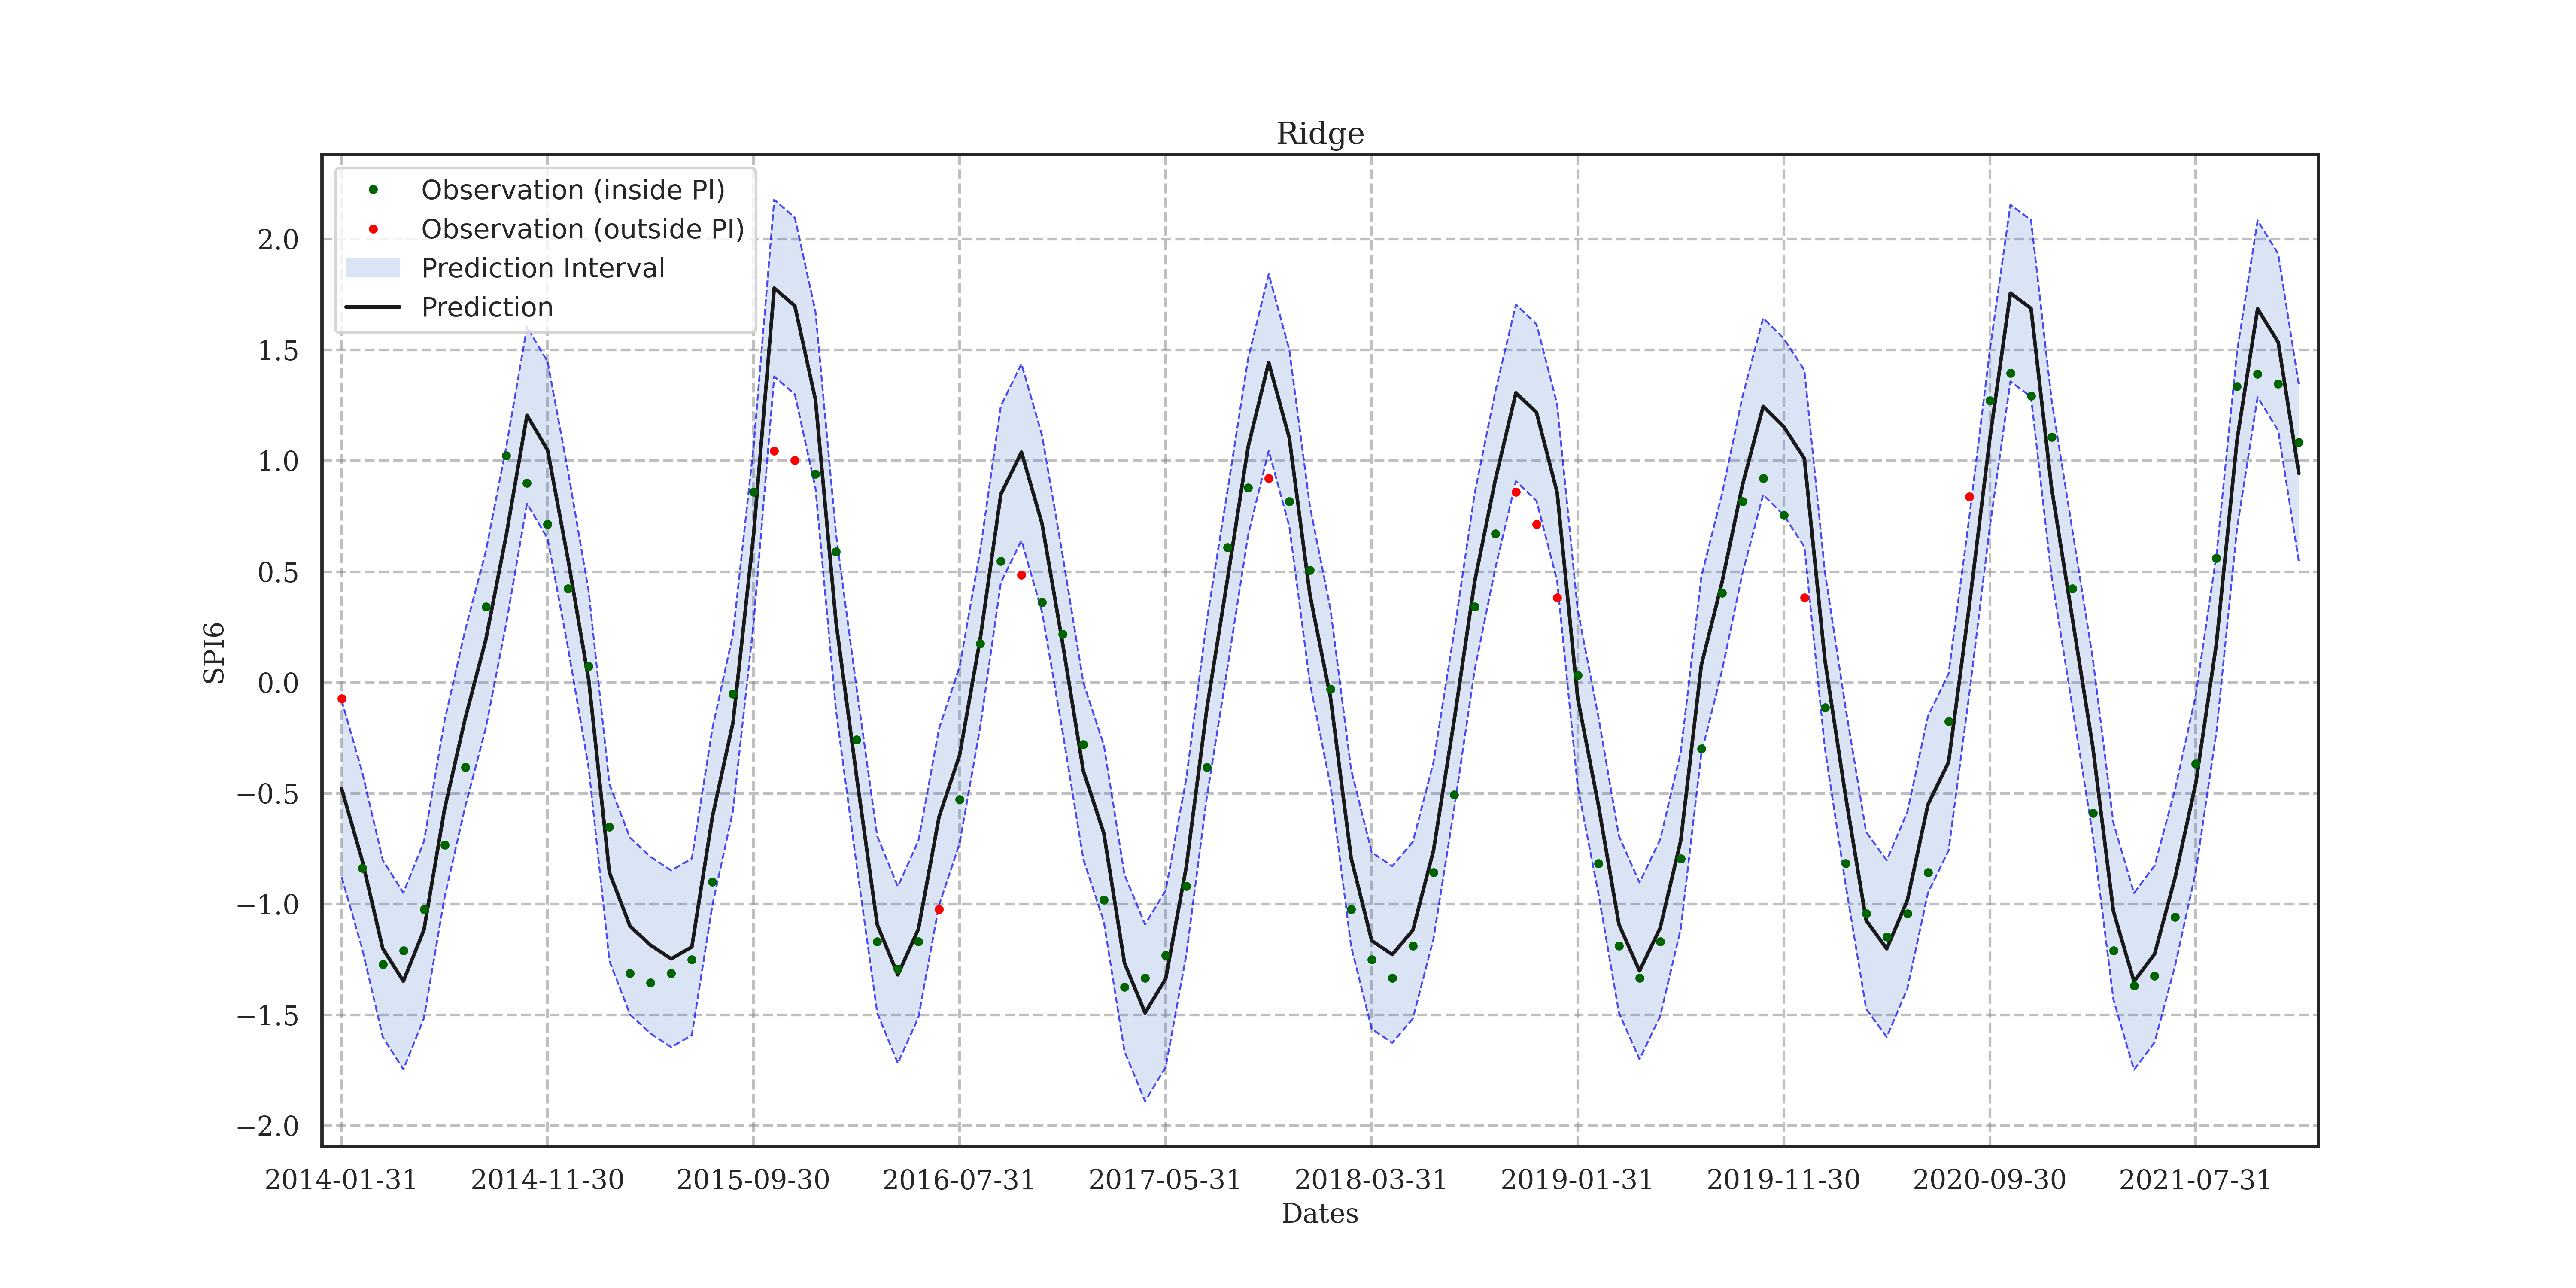 Ridge
Observation (inside PI)
Observation (outside PI)
Prediction Interval
Prediction
2.0
1.5
1.0
0.5
0.0
−0.5
−1.0
−1.5
−2.0
SPI6
2014-01-31 2014-11-30 2015-09-30 2016-07-31 2017-05-31 2018-03-31 2019-01-31 2019-11-30 2020-09-30 2021-07-31
Dates